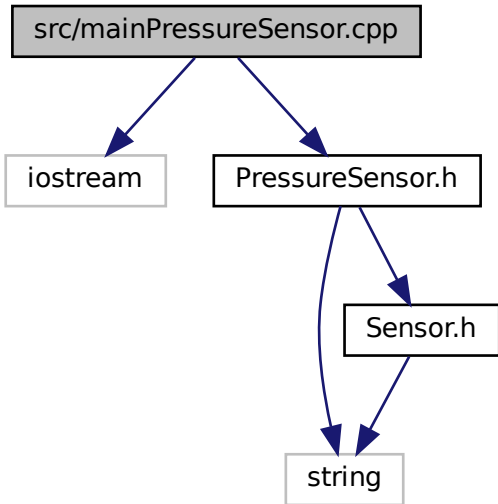 src/mainPressureSensor.cpp
iostream
PressureSensor.h
Sensor.h
string